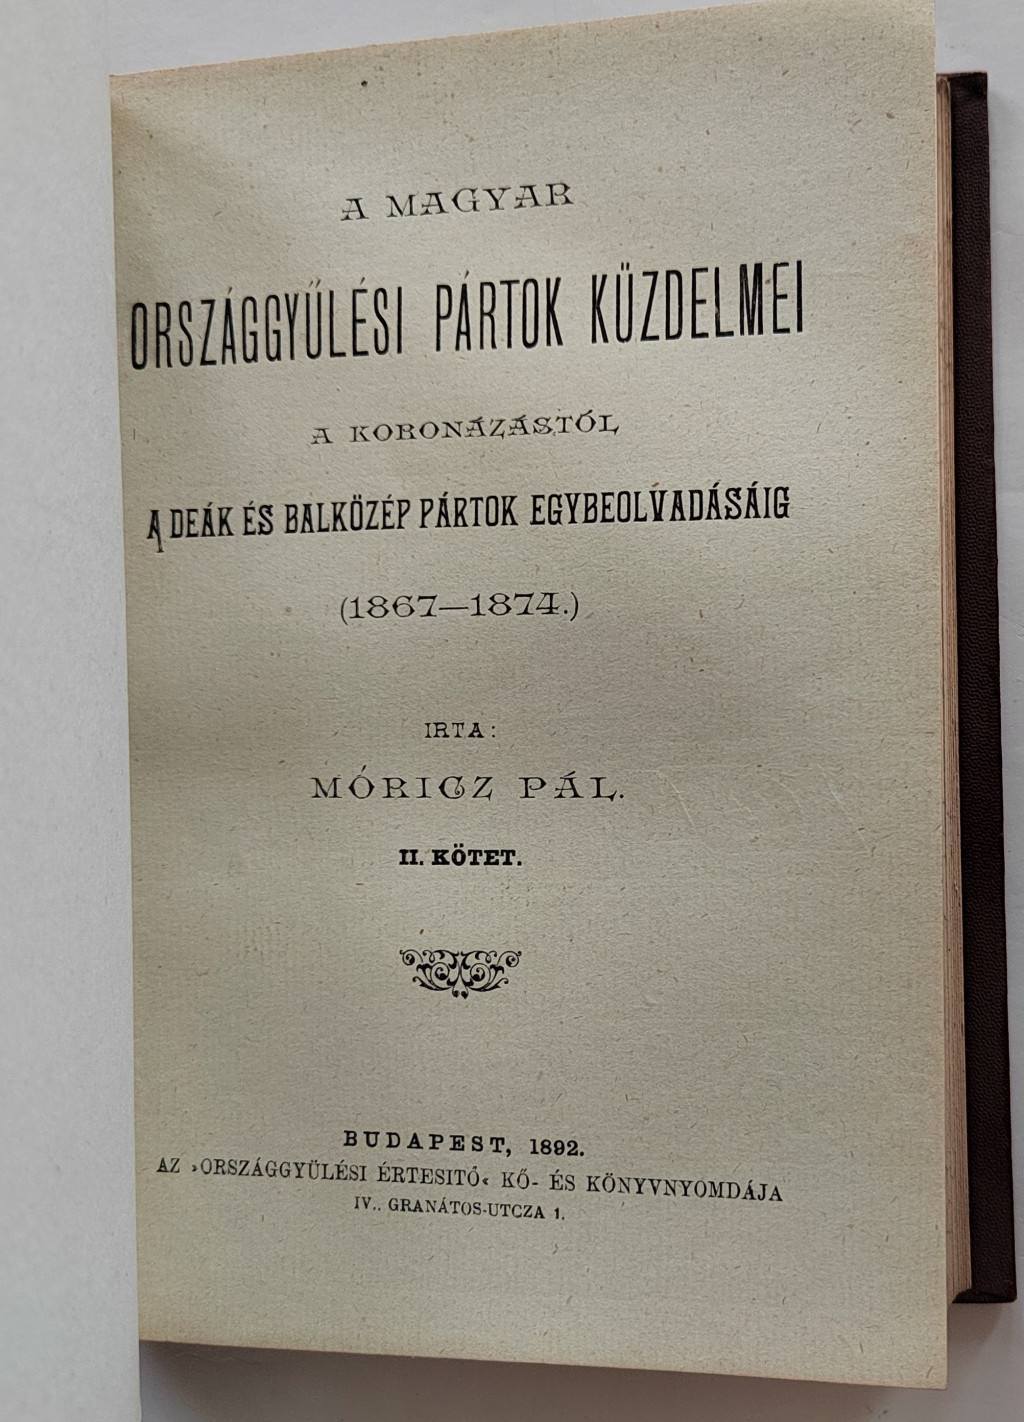 A MAGYAR
ORSZÁGGYŰLÉSI PÁRTOK KÜZDELMEI
A KORONÁZÁSTÓL
A DEÁK ÉS BALKÖZÉP PÁRTOK EGYBEOLVADÁSÁIG
(1867—1874.)
IRTA:
MÓRICZ PÁL.
II. KÖTET.
BUDAPEST, 1892.
AZ ›ORSZÁGGYÜLÉSI ÉRTESITŐ‹ KŐ- ÉS KÖNYVNYOMDÁJA
IV.. GRANÁTOS-UTCZA 1.